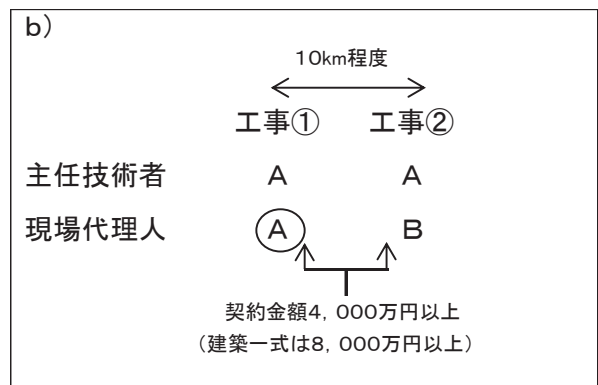 b）
10km程度
工事① 工事②
主任技術者 A A
現場代理人 A B
契約金額4，000万円以上
（建築一式は8，000万円以上）